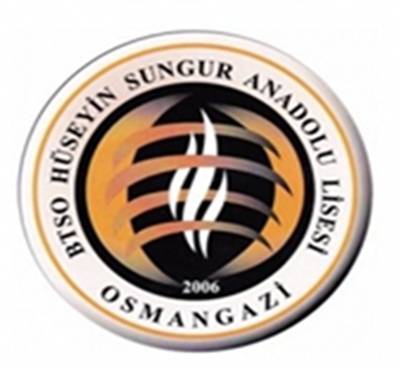 BTSO HÜSEYİN SUNGUR ANADOLU LİSESİ
2006
OSMANGAZİ